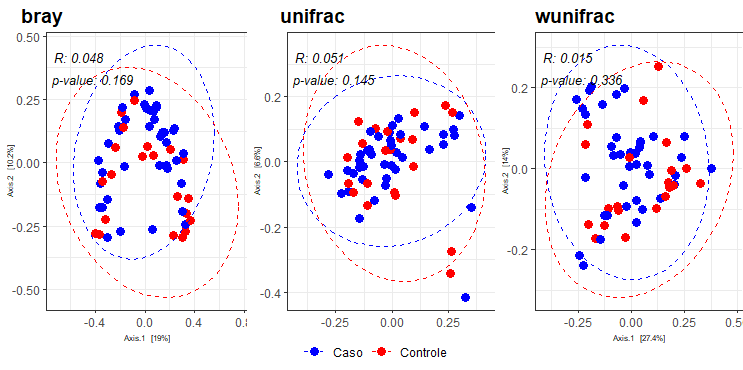 bray
R: 0.048
p-value: 0.169
Axis.2 [10.2%]
0.50
0.25
0.00
-0.25
-0.50
-0.4
0.0
0.4
0.8
Axis.1 [19%]
unifrac
R: 0.051
p-value: 0.145
Axis.2 [6.6%]
0.2
0.0
-0.2
-0.4
-0.25
0.00
0.25
wunifrac
R: 0.015
p-value: 0.336
Axis.2 [14%]
0.2
0.0
-0.2
-0.25
0.00
0.25
0.50
Axis.1 [27.4%]
Caso
Controle